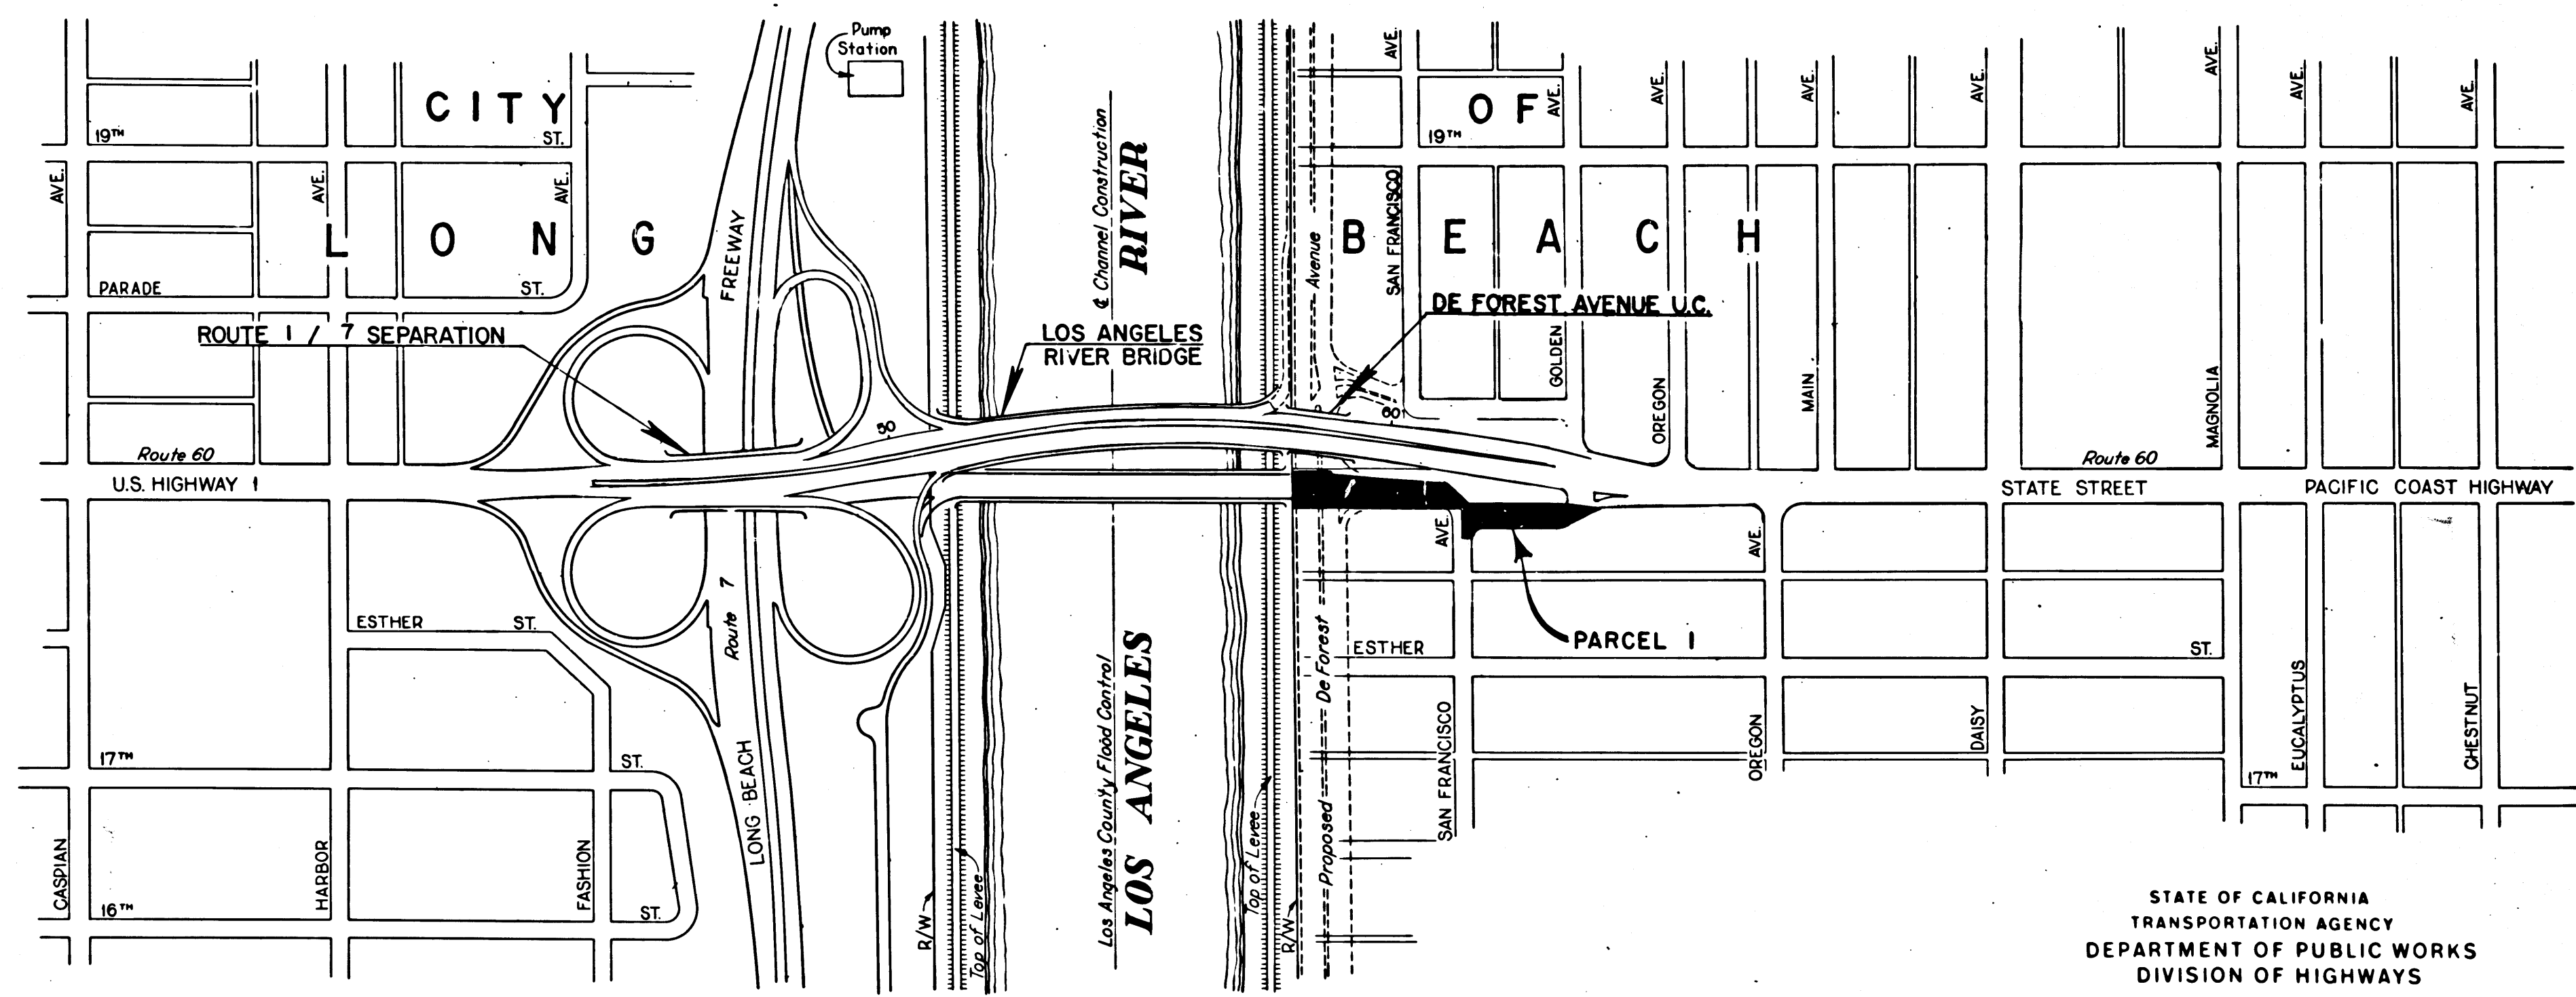 Pump
Station
CITY
OF
LONG
BEACH
19TH
ST.
19TH
AVE.
AVE.
AVE.
AVE.
AVE.
AVE.
AVE.
AVE.
AVE.
AVE.
AVE.
AVE.
PARADE
ST.
FREEWAY
℄ Channel Construction
RIVER
Avenue
SAN FRANCISCO
DE FOREST AVENUE U.C.
ROUTE 1 / 7 SEPARATION
LOS ANGELES
RIVER BRIDGE
GOLDEN
OREGON
MAIN
MAGNOLIA
50
60
Route 60
U.S. HIGHWAY 1
Route 60
STATE STREET
PACIFIC COAST HIGHWAY
AVE.
AVE.
PARCEL 1
ESTHER
ST.
ESTHER
ST.
Route 7
LONG BEACH
Los Angeles County Flood Control
LOS ANGELES
Proposed
De Forest
SAN FRANCISCO
OREGON
DAISY
EUCALYPTUS
CHESTNUT
17TH
ST.
17TH
CASPIAN
HARBOR
FASHION
16TH
ST.
R/W
Top of Levee
Top of Levee
R/W
STATE OF CALIFORNIA
TRANSPORTATION AGENCY
DEPARTMENT OF PUBLIC WORKS
DIVISION OF HIGHWAYS